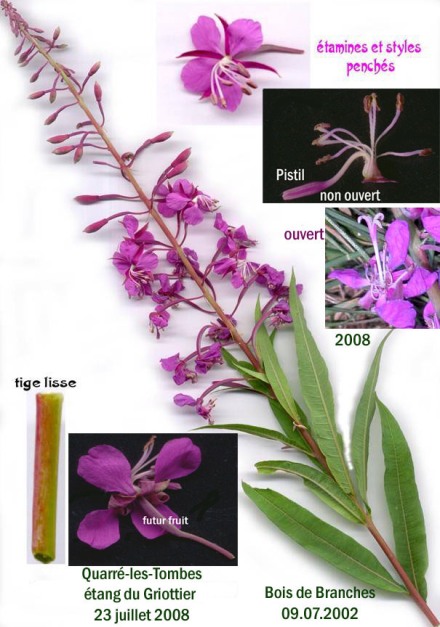 étamines et styles
penchés
Pistil
non ouvert
ouvert
2008
tige lisse
futur fruit
Quarré-les-Tombes
étang du Griottier
23 juillet 2008
Bois de Branches
09.07.2002